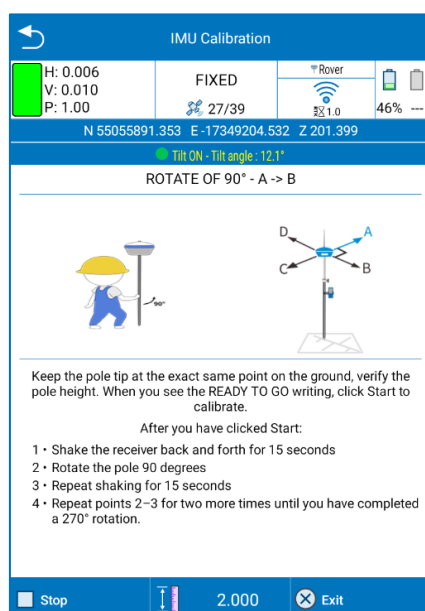 IMU Calibration
H: 0.006
V: 0.010
P: 1.00
FIXED
27/39
Rover
1.0
46%
---
N 55055891.353 E -17349204.532 Z 201.399
Tilt ON - Tilt angle : 12.1°
ROTATE OF 90° - A -> B
90°
D
A
C
B
Keep the pole tip at the exact same point on the ground, verify the
pole height. When you see the READY TO GO writing, click Start to
calibrate.
After you have clicked Start:
1 • Shake the receiver back and forth for 15 seconds
2 • Rotate the pole 90 degrees
3 • Repeat shaking for 15 seconds
4 • Repeat points 2–3 for two more times until you have completed
a 270° rotation.
Stop
2.000
Exit